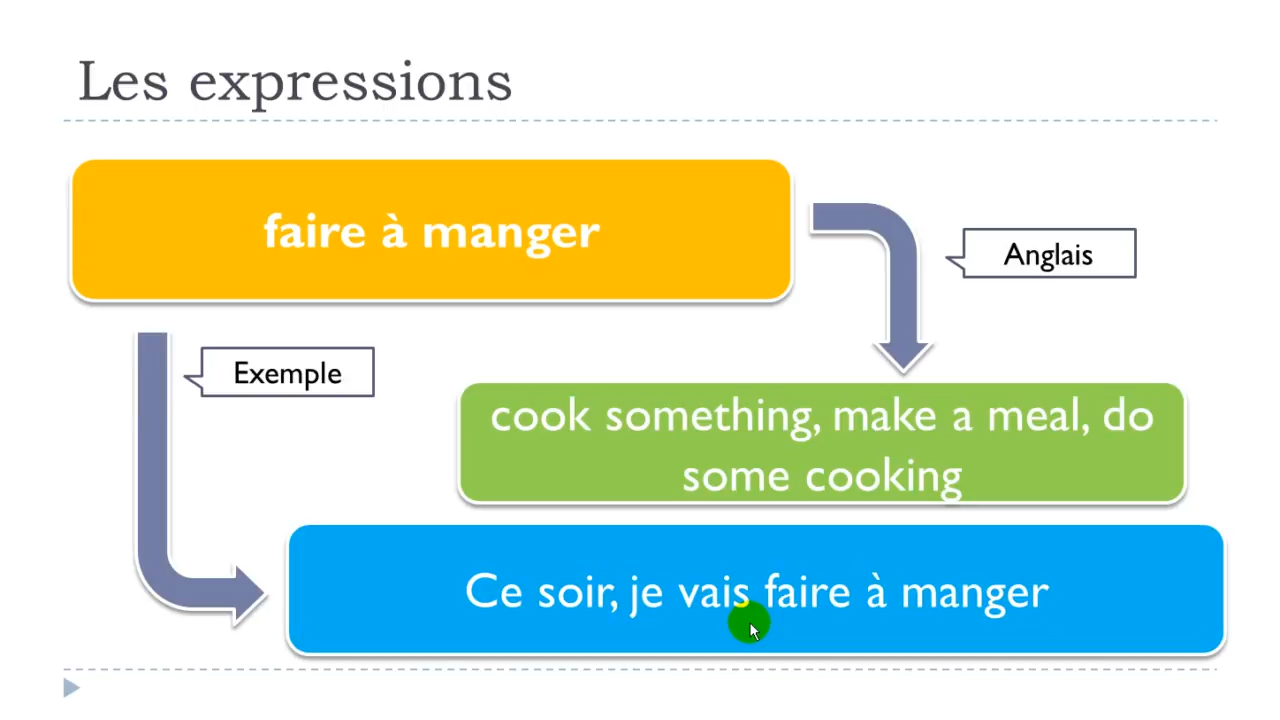 Les expressions
faire à manger
Anglais
Exemple
cook something, make a meal, do
some cooking
Ce soir, je vais faire à manger